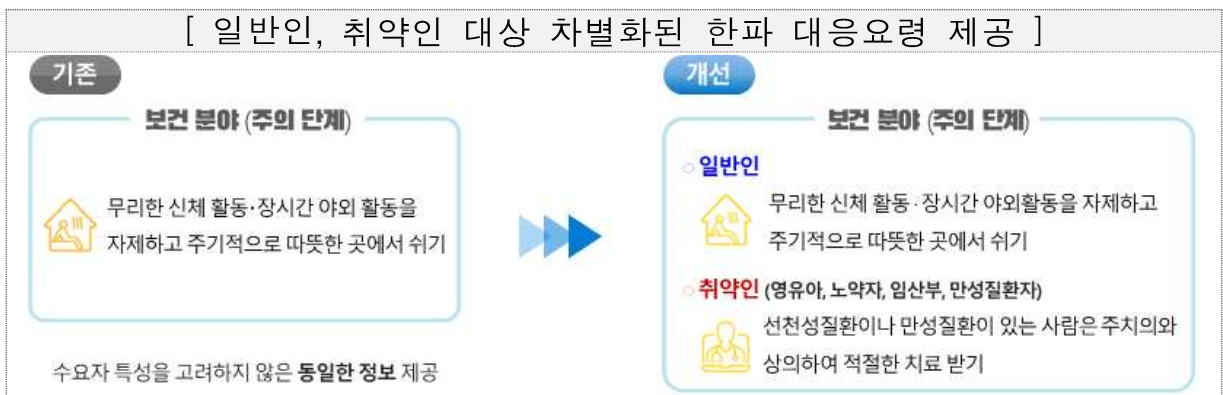 [ 일반인, 취약인 대상 차별화된 한파 대응요령 제공 ]
기존
보건 분야 (주의 단계)
무리한 신체 활동·장시간 야외 활동을
자제하고 주기적으로 따뜻한 곳에서 쉬기
수요자 특성을 고려하지 않은 동일한 정보 제공
개선
보건 분야 (주의 단계)
○ 일반인
무리한 신체 활동 · 장시간 야외활동을 자제하고
주기적으로 따뜻한 곳에서 쉬기
○ 취약인 (영유아, 노약자, 임산부, 만성질환자)
선천성질환이나 만성질환이 있는 사람은 주치의와
상의하여 적절한 치료 받기